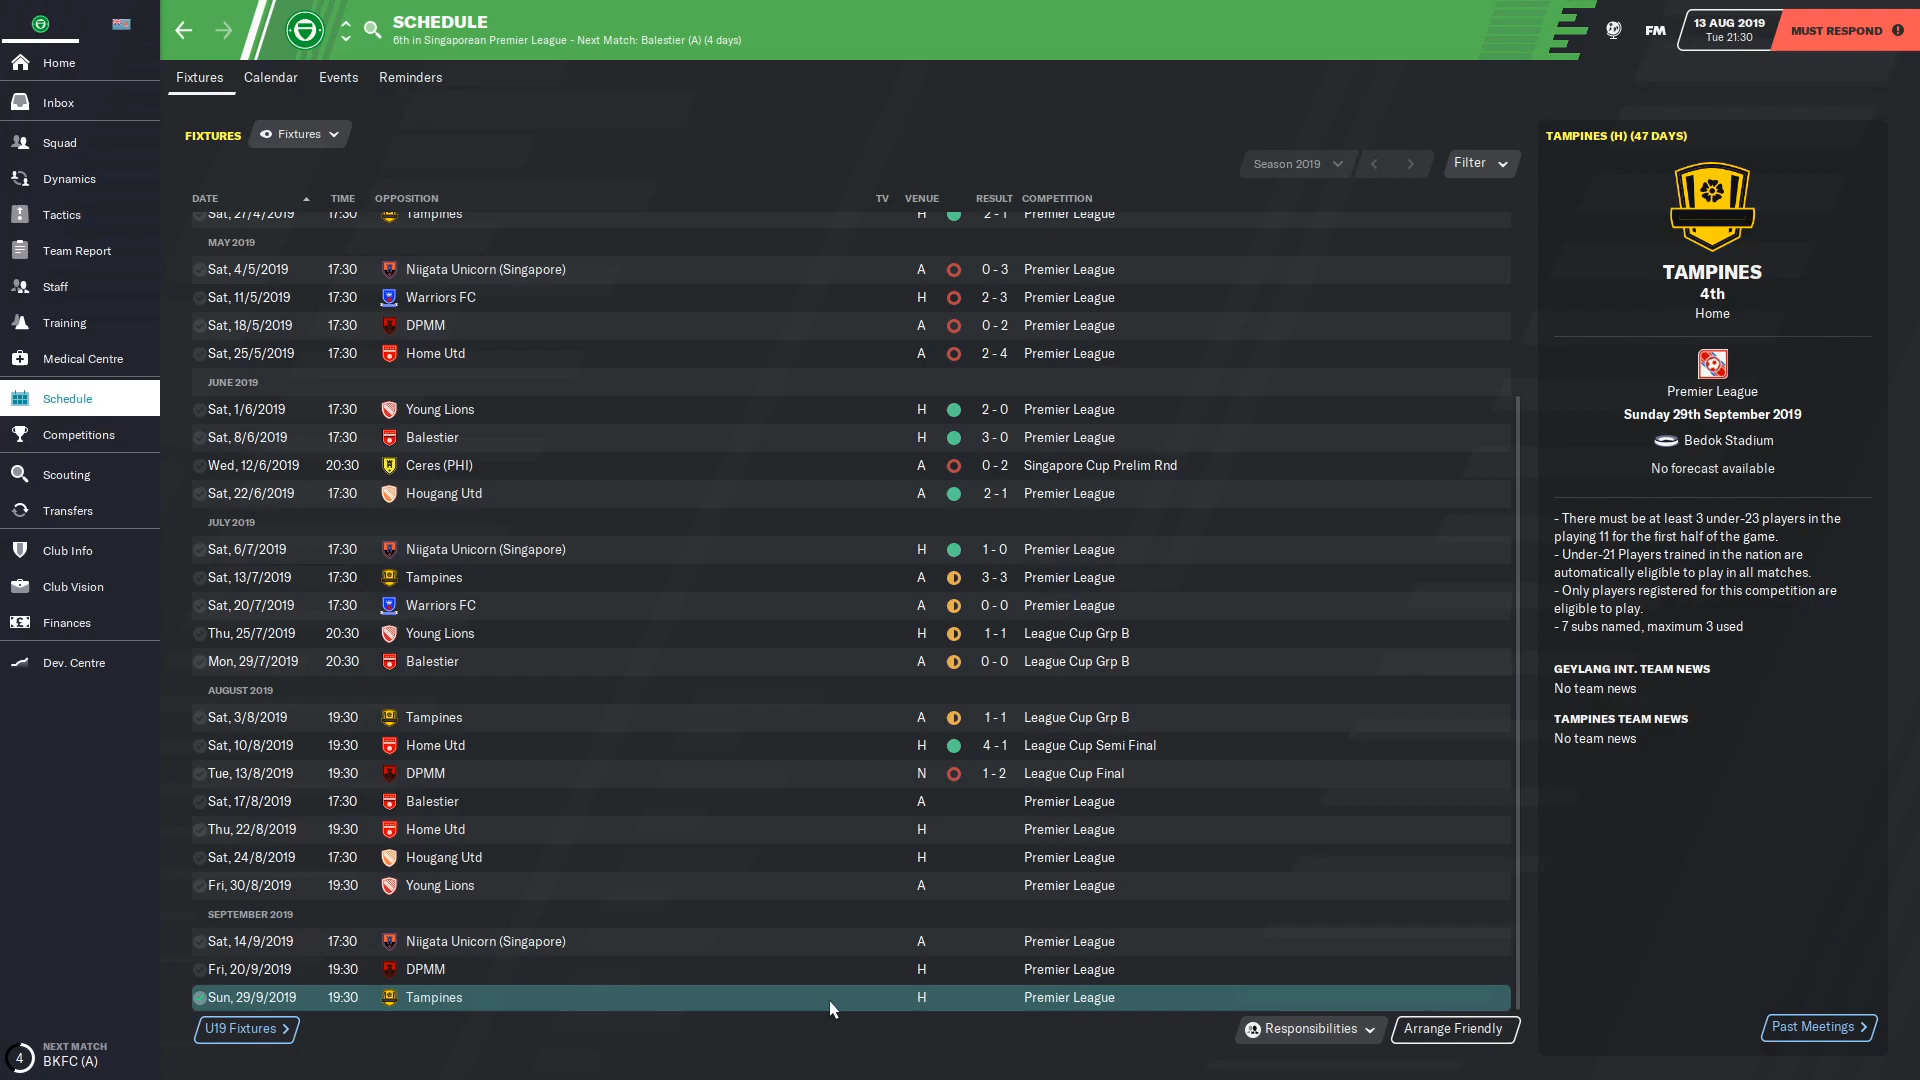 SCHEDULE
6th in Singaporean Premier League - Next Match: Balestier (A) (4 days)
FM
13 AUG 2019
Tue 21:30
MUST RESPOND
Home
Inbox
Squad
Dynamics
Tactics
Team Report
Staff
Training
Medical Centre
Schedule
Competitions
Scouting
Transfers
Club Info
Club Vision
Finances
Dev. Centre
4
NEXT MATCH
BKFC (A)
Fixtures Calendar Events Reminders
FIXTURES Fixtures
Season 2019 Filter
DATE TIME OPPOSITION TV VENUE RESULT COMPETITION
Sat, 27/4/2019 17:30 Tampines H 2 - 1 Premier League
MAY 2019
Sat, 4/5/2019 17:30 Niigata Unicorn (Singapore) A 0 - 3 Premier League
Sat, 11/5/2019 17:30 Warriors FC H 2 - 3 Premier League
Sat, 18/5/2019 17:30 DPMM A 0 - 2 Premier League
Sat, 25/5/2019 17:30 Home Utd A 2 - 4 Premier League
JUNE 2019
Sat, 1/6/2019 17:30 Young Lions H 2 - 0 Premier League
Sat, 8/6/2019 17:30 Balestier H 3 - 0 Premier League
Wed, 12/6/2019 20:30 Ceres (PHI) A 0 - 2 Singapore Cup Prelim Rnd
Sat, 22/6/2019 17:30 Hougang Utd A 2 - 1 Premier League
JULY 2019
Sat, 6/7/2019 17:30 Niigata Unicorn (Singapore) H 1 - 0 Premier League
Sat, 13/7/2019 17:30 Tampines A 3 - 3 Premier League
Sat, 20/7/2019 17:30 Warriors FC A 0 - 0 Premier League
Thu, 25/7/2019 20:30 Young Lions H 1 - 1 League Cup Grp B
Mon, 29/7/2019 20:30 Balestier A 0 - 0 League Cup Grp B
AUGUST 2019
Sat, 3/8/2019 19:30 Tampines A 1 - 1 League Cup Grp B
Sat, 10/8/2019 19:30 Home Utd H 4 - 1 League Cup Semi Final
Tue, 13/8/2019 19:30 DPMM N 1 - 2 League Cup Final
Sat, 17/8/2019 17:30 Balestier A Premier League
Thu, 22/8/2019 19:30 Home Utd H Premier League
Sat, 24/8/2019 17:30 Hougang Utd H Premier League
Fri, 30/8/2019 19:30 Young Lions A Premier League
SEPTEMBER 2019
Sat, 14/9/2019 17:30 Niigata Unicorn (Singapore) A Premier League
Fri, 20/9/2019 19:30 DPMM H Premier League
Sun, 29/9/2019 19:30 Tampines H Premier League
U19 Fixtures Responsibilities Arrange Friendly
TAMPINES (H) (47 DAYS)
TAMPINES
4th
Home
Premier League
Sunday 29th September 2019
Bedok Stadium
No forecast available
- There must be at least 3 under-23 players in the
playing 11 for the first half of the game.
- Under-21 Players trained in the nation are
automatically eligible to play in all matches.
- Only players registered for this competition are
eligible to play.
- 7 subs named, maximum 3 used
GEYLANG INT. TEAM NEWS
No team news
TAMPINES TEAM NEWS
No team news
Past Meetings